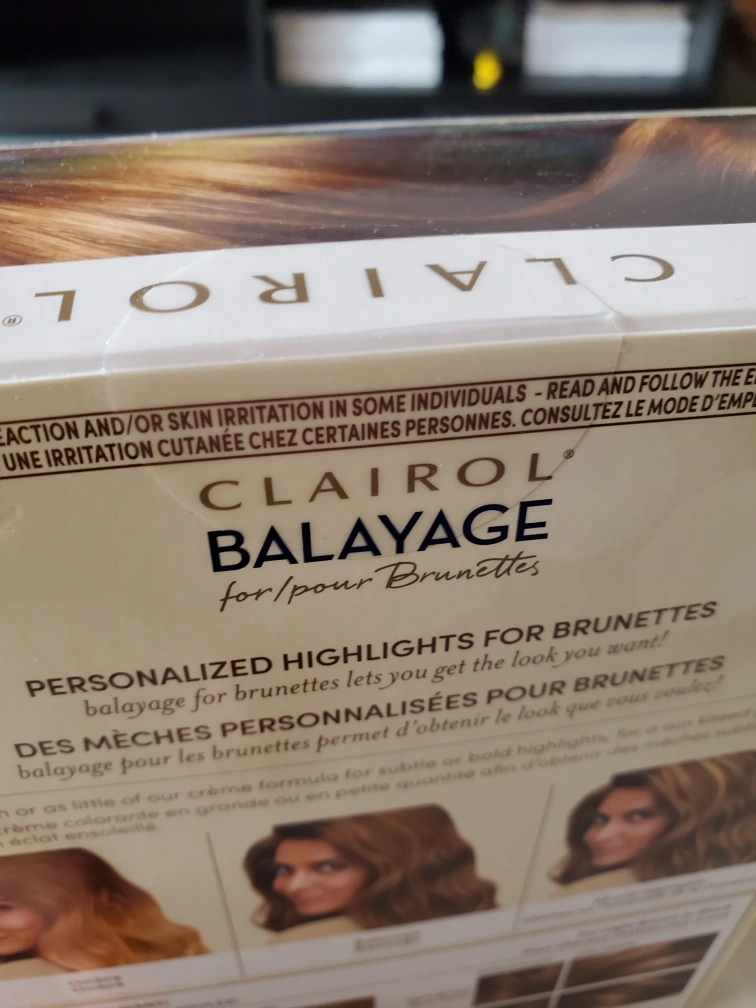 CLAIROL®
EACTION AND/OR SKIN IRRITATION IN SOME INDIVIDUALS - READ AND FOLLOW THE E
UNE IRRITATION CUTANÉE CHEZ CERTAINES PERSONNES. CONSULTEZ LE MODE D'EMPL
CLAIROL®
BALAYAGE
for/pour Brunettes
PERSONALIZED HIGHLIGHTS FOR BRUNETTES
balayage for brunettes lets you get the look you want!
DES MÈCHES PERSONNALISÉES POUR BRUNETTES
balayage pour les brunettes permet d'obtenir le look que vous voulez!
or as little of our crème formula for subtle or bold highlights, for a sun kissed
crème colorante en grande ou en petite quantité afin d'obtenir des mèches
éclat ensoleillé.
Ombré
Ombré